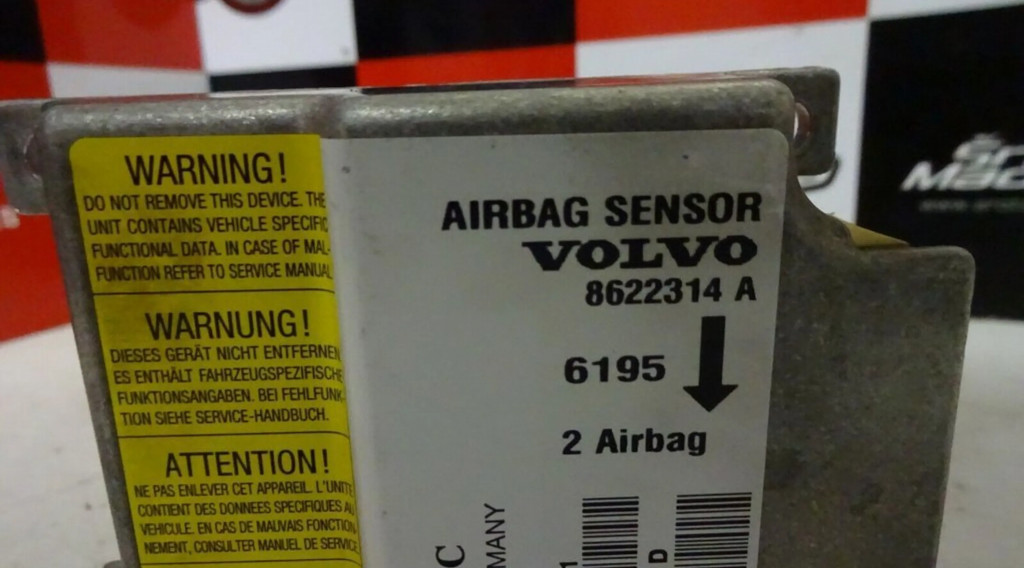 WARNING!
DO NOT REMOVE THIS DEVICE. THE
UNIT CONTAINS VEHICLE SPECIFIC
FUNCTIONAL DATA. IN CASE OF MAL-
FUNCTION REFER TO SERVICE MANUAL
WARNUNG!
DIESES GERÄT NICHT ENTFERNEN
ES ENTHÄLT FAHRZEUGSPEZIFISCHE
FUNKTIONSANGABEN. BEI FEHLFUNK-
TION SIEHE SERVICE-HANDBUCH.
ATTENTION!
NE PAS ENLEVER CET APPAREIL. L'UNITE
CONTIENT DES DONNEES SPECIFIQUES AU
VEHICULE. EN CAS DE MAUVAIS FONCTION-
NEMENT, CONSULTER MANUEL DE SERVICE
AIRBAG SENSOR
VOLVO
8622314 A
6195
2 Airbag
C
MANY
1
D